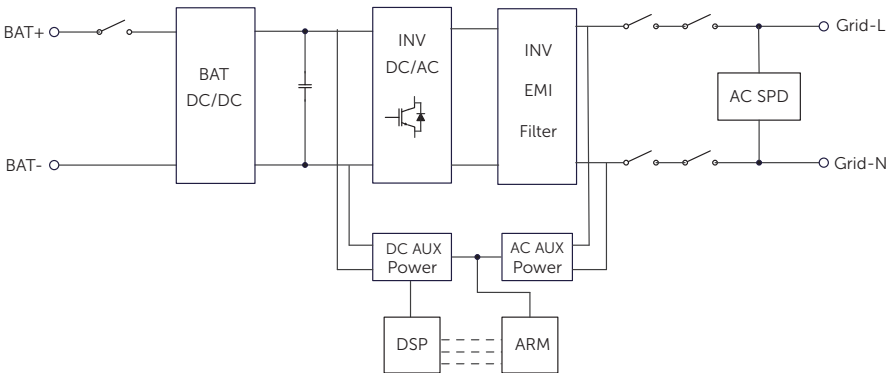 BAT+
BAT-
BAT
DC/DC
INV
DC/AC
INV
EMI
Filter
Grid-L
AC SPD
Grid-N
DC AUX
Power
AC AUX
Power
DSP
ARM